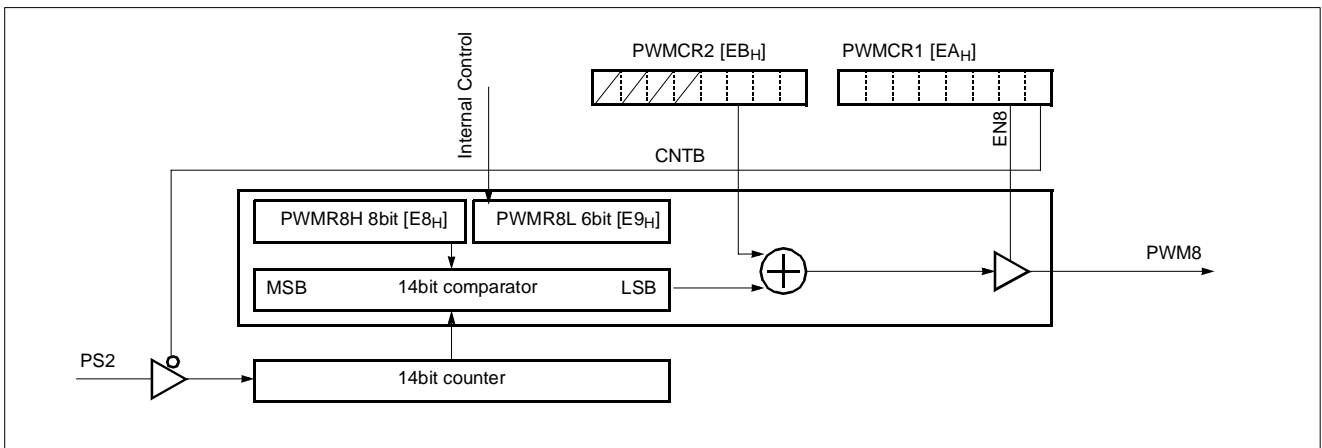 PWMCR2 [EBH]
PWMCR1 [EAH]
Internal Control
EN8
CNTB
PWMR8H 8bit [E8H]
PWMR8L 6bit [E9H]
PWM8
MSB
14bit comparator
LSB
PS2
14bit counter